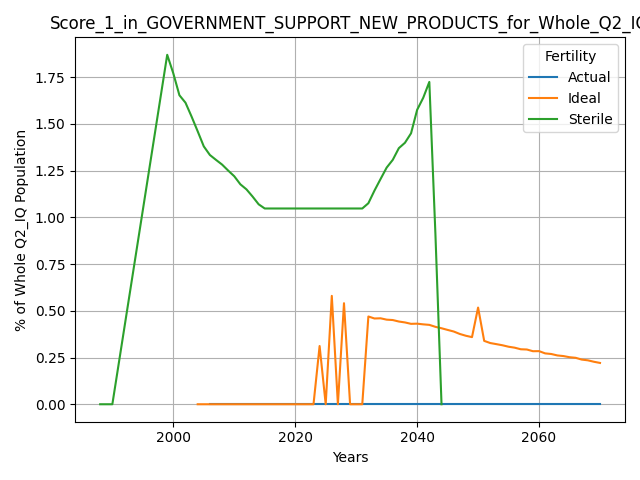 Score_1_in_GOVERNMENT_SUPPORT_NEW_PRODUCTS_for_Whole_Q2_IQ
% of Whole Q2_IQ Population
1.75
1.50
1.25
1.00
0.75
0.50
0.25
0.00
Fertility
Actual
Ideal
Sterile
2000
2020
2040
2060
Years